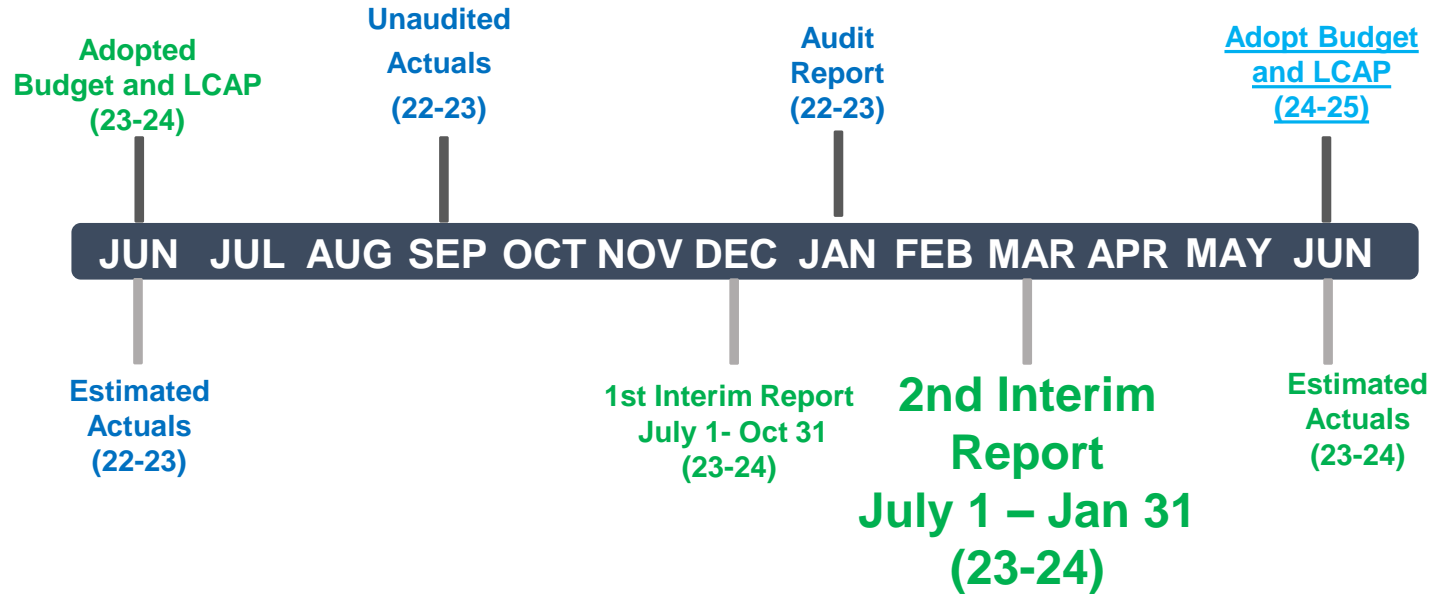 Adopted
Budget and LCAP
(23-24)
Unaudited
Actuals
(22-23)
Audit
Report
(22-23)
Adopt Budget
and LCAP
(24-25)
JUN JUL AUG SEP OCT NOV DEC JAN FEB MAR APR MAY JUN
Estimated
Actuals
(22-23)
1st Interim Report
July 1- Oct 31
(23-24)
2nd Interim
Report
July 1 – Jan 31
(23-24)
Estimated
Actuals
(23-24)